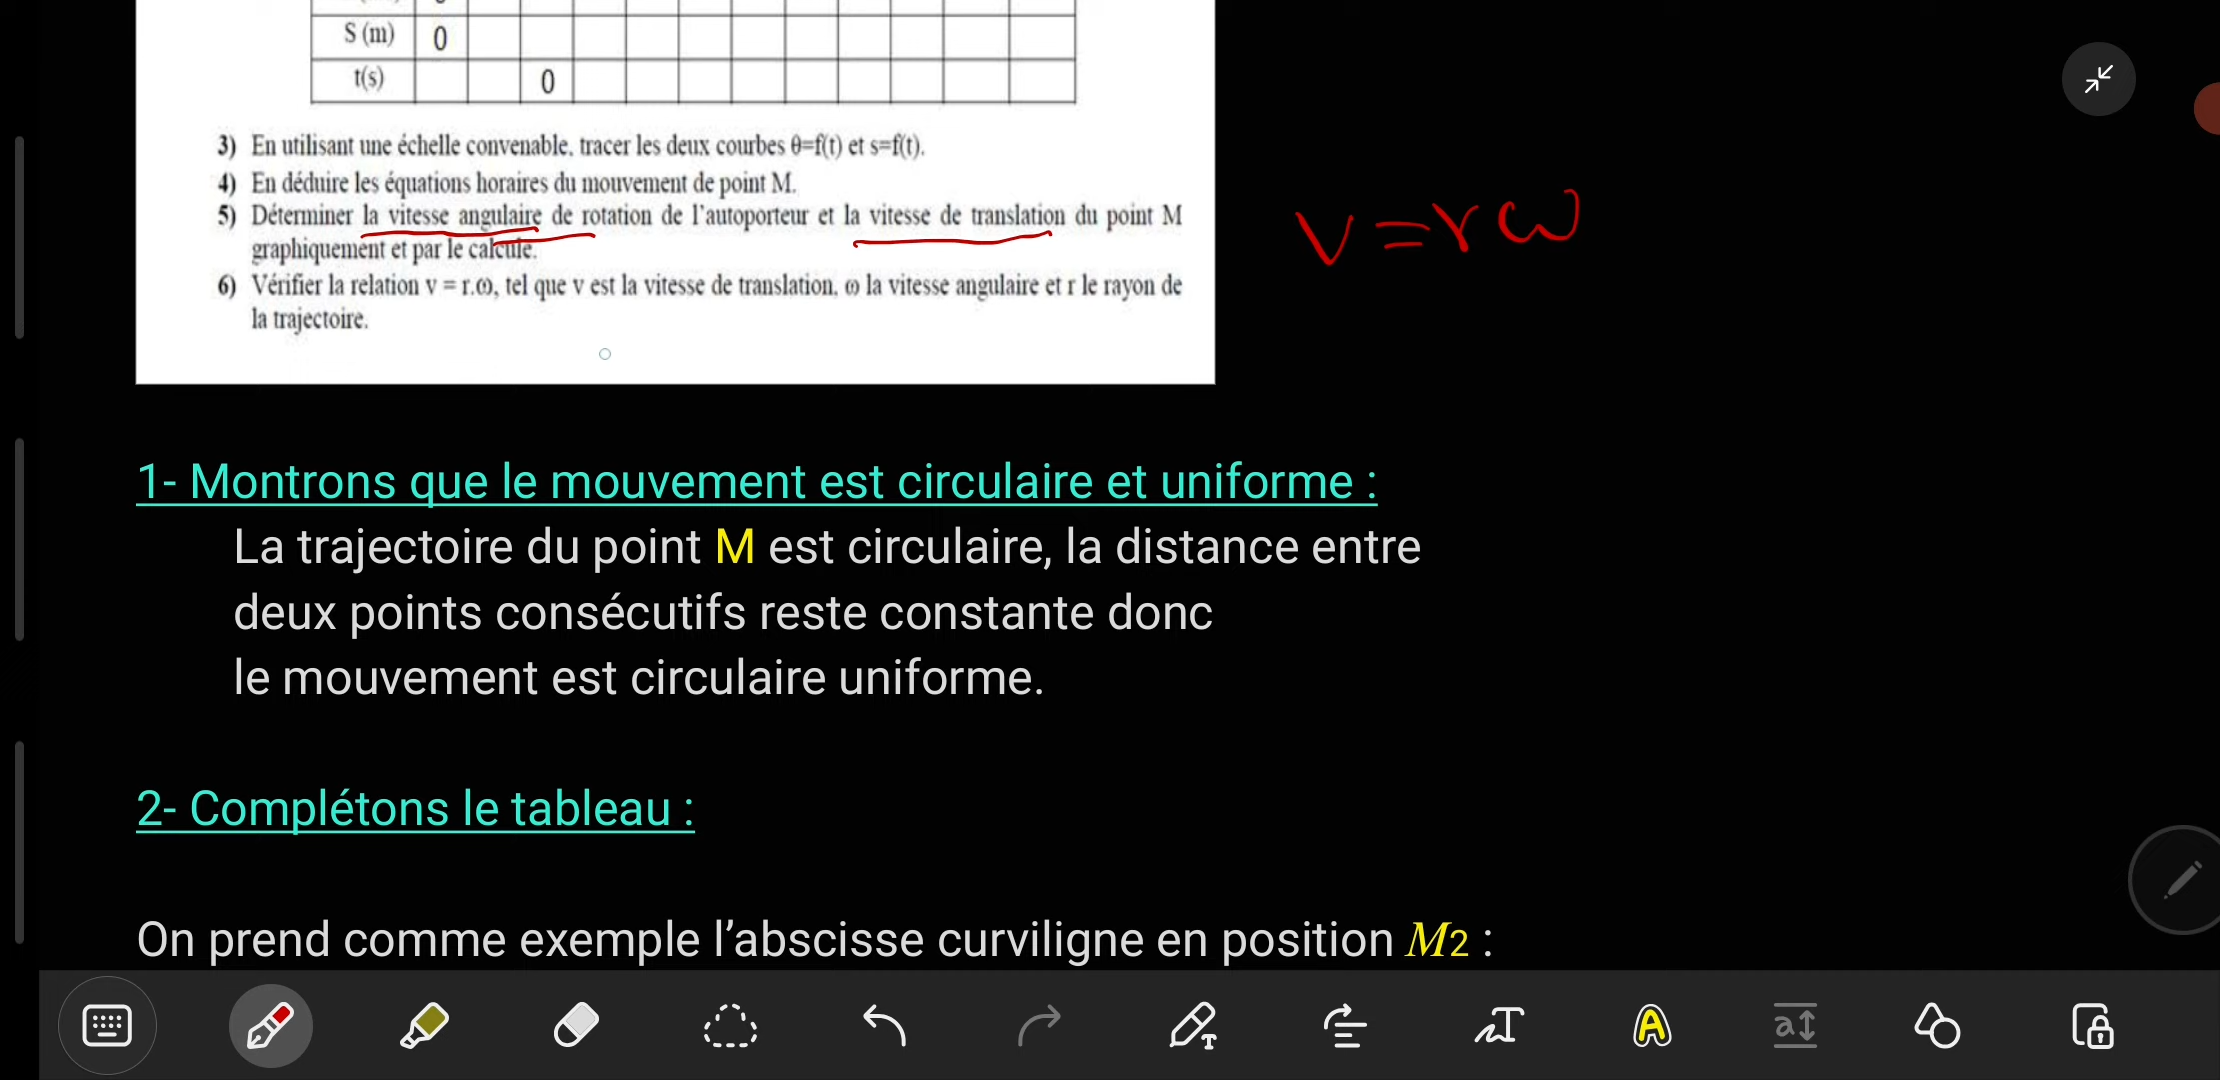 S (m) 0
t(s) 0
3) En utilisant une échelle convenable, tracer les deux courbes θ=f(t) et s=f(t).
4) En déduire les équations horaires du mouvement de point M.
5) Déterminer la vitesse angulaire de rotation de l'autoporteur et la vitesse de translation du point M
graphiquement et par le calcule.
v = r ω
6) Vérifier la relation v = r.ω, tel que v est la vitesse de translation, ω la vitesse angulaire et r le rayon de
la trajectoire.
1- Montrons que le mouvement est circulaire et uniforme :
La trajectoire du point M est circulaire, la distance entre
deux points consécutifs reste constante donc
le mouvement est circulaire uniforme.
2- Complétons le tableau :
On prend comme exemple l’abscisse curviligne en position M2 :